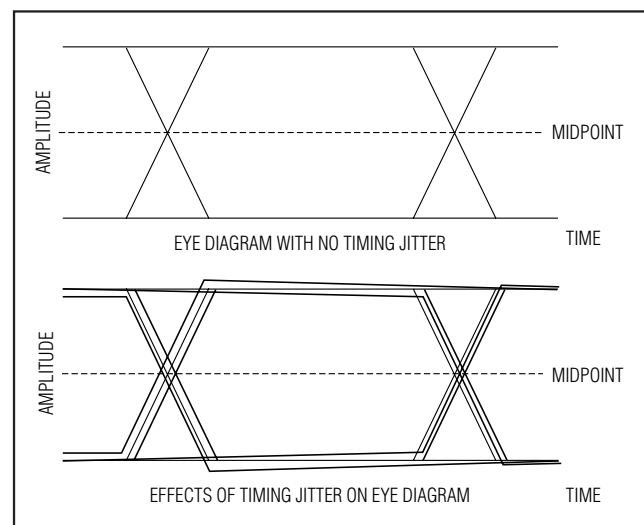 AMPLITUDE
MIDPOINT
EYE DIAGRAM WITH NO TIMING JITTER
TIME
AMPLITUDE
MIDPOINT
EFFECTS OF TIMING JITTER ON EYE DIAGRAM
TIME